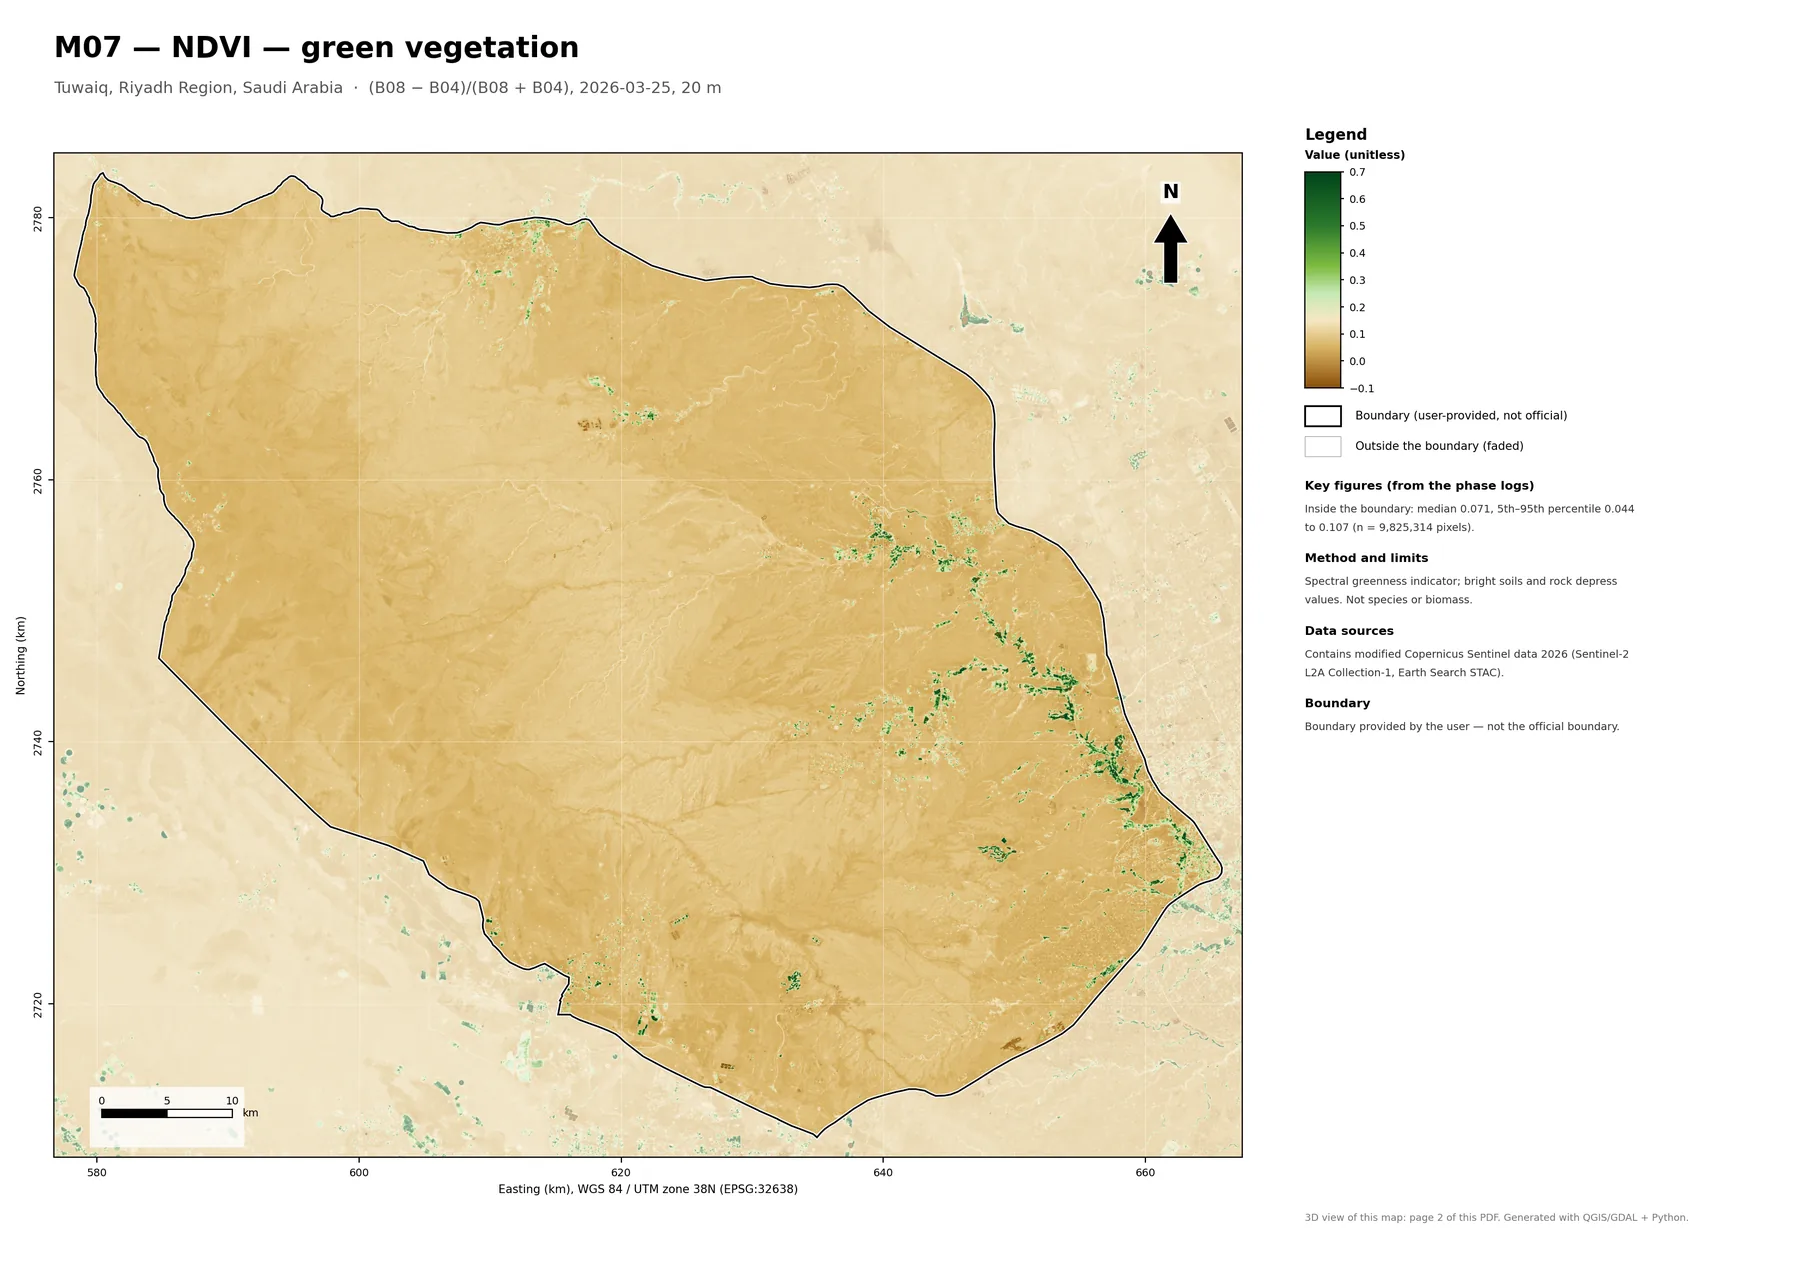 M07 — NDVI — green vegetation
Tuwaiq, Riyadh Region, Saudi Arabia · (B08 − B04)/(B08 + B04), 2026-03-25, 20 m
Legend
Value (unitless)
0.7
0.6
0.5
0.4
0.3
0.2
0.1
0.0
−0.1
Boundary (user-provided, not official)
Outside the boundary (faded)
Key figures (from the phase logs)
Inside the boundary: median 0.071, 5th–95th percentile 0.044
to 0.107 (n = 9,825,314 pixels).
Method and limits
Spectral greenness indicator; bright soils and rock depress
values. Not species or biomass.
Data sources
Contains modified Copernicus Sentinel data 2026 (Sentinel-2
L2A Collection-1, Earth Search STAC).
Boundary
Boundary provided by the user — not the official boundary.
N
2780
2760
2740
2720
Northing (km)
0 5 10
km
580 600 620 640 660
Easting (km), WGS 84 / UTM zone 38N (EPSG:32638)
3D view of this map: page 2 of this PDF. Generated with QGIS/GDAL + Python.